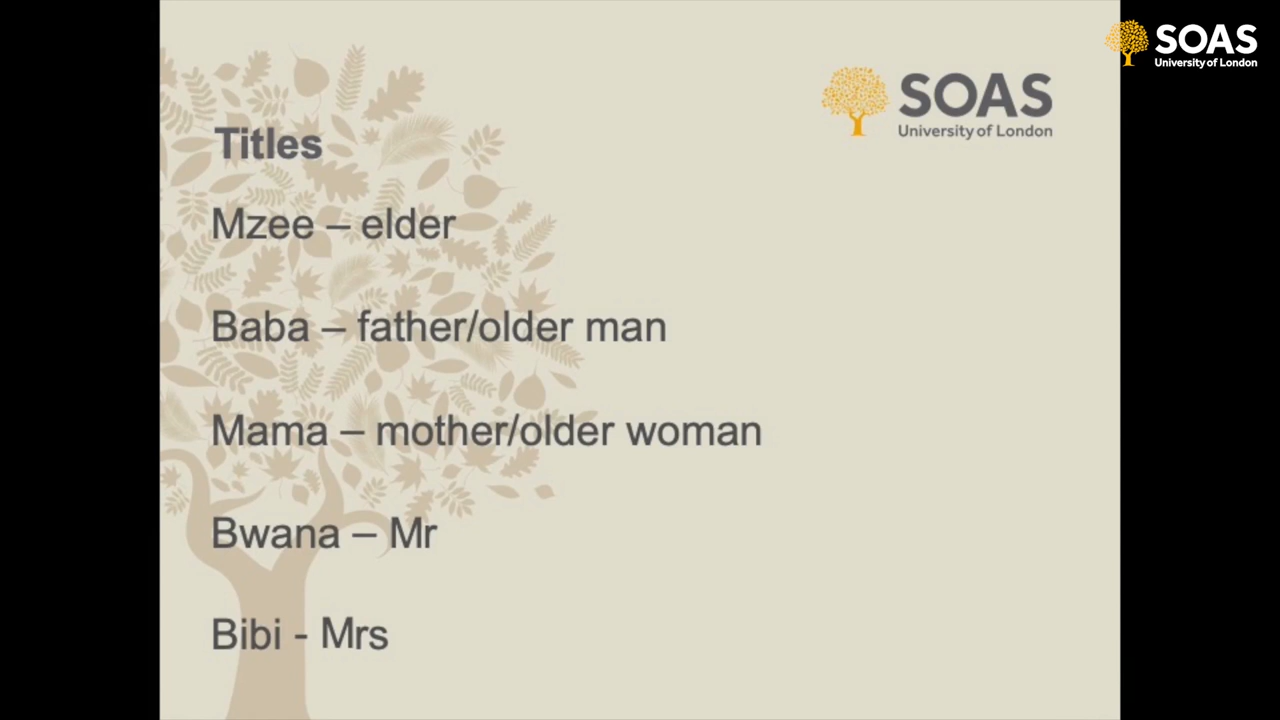 SOAS
University of London
SOAS
University of London
Titles
Mzee – elder
Baba – father/older man
Mama – mother/older woman
Bwana – Mr
Bibi - Mrs